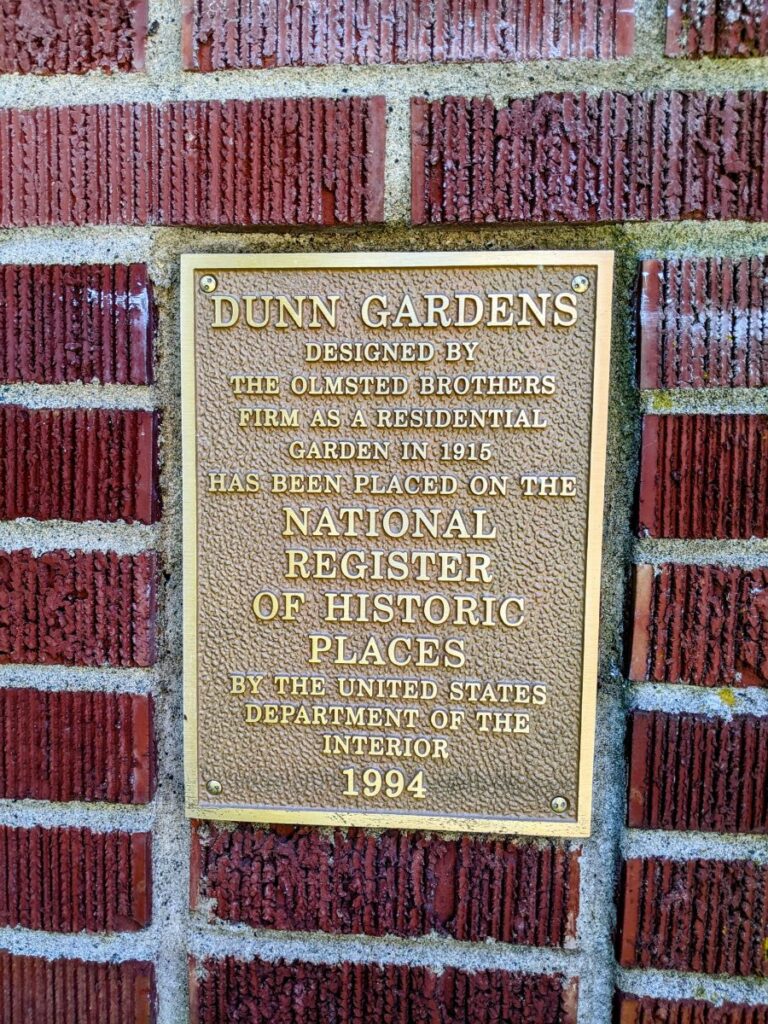 DUNN GARDENS
DESIGNED BY
THE OLMSTED BROTHERS
FIRM AS A RESIDENTIAL
GARDEN IN 1915
HAS BEEN PLACED ON THE
NATIONAL
REGISTER
OF HISTORIC
PLACES
BY THE UNITED STATES
DEPARTMENT OF THE
INTERIOR
1994